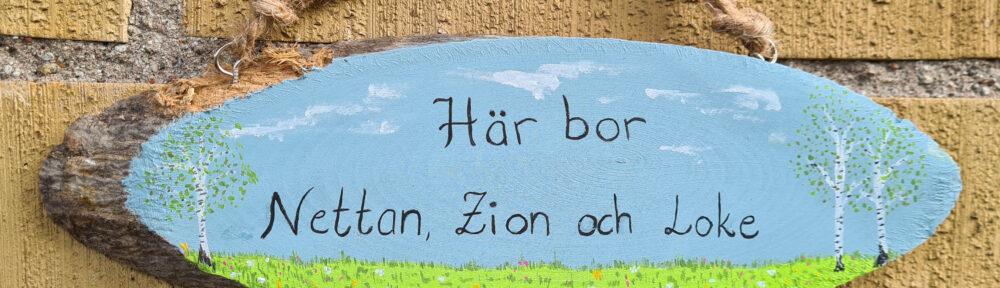 Här bor
Nettan, Zion och Loke